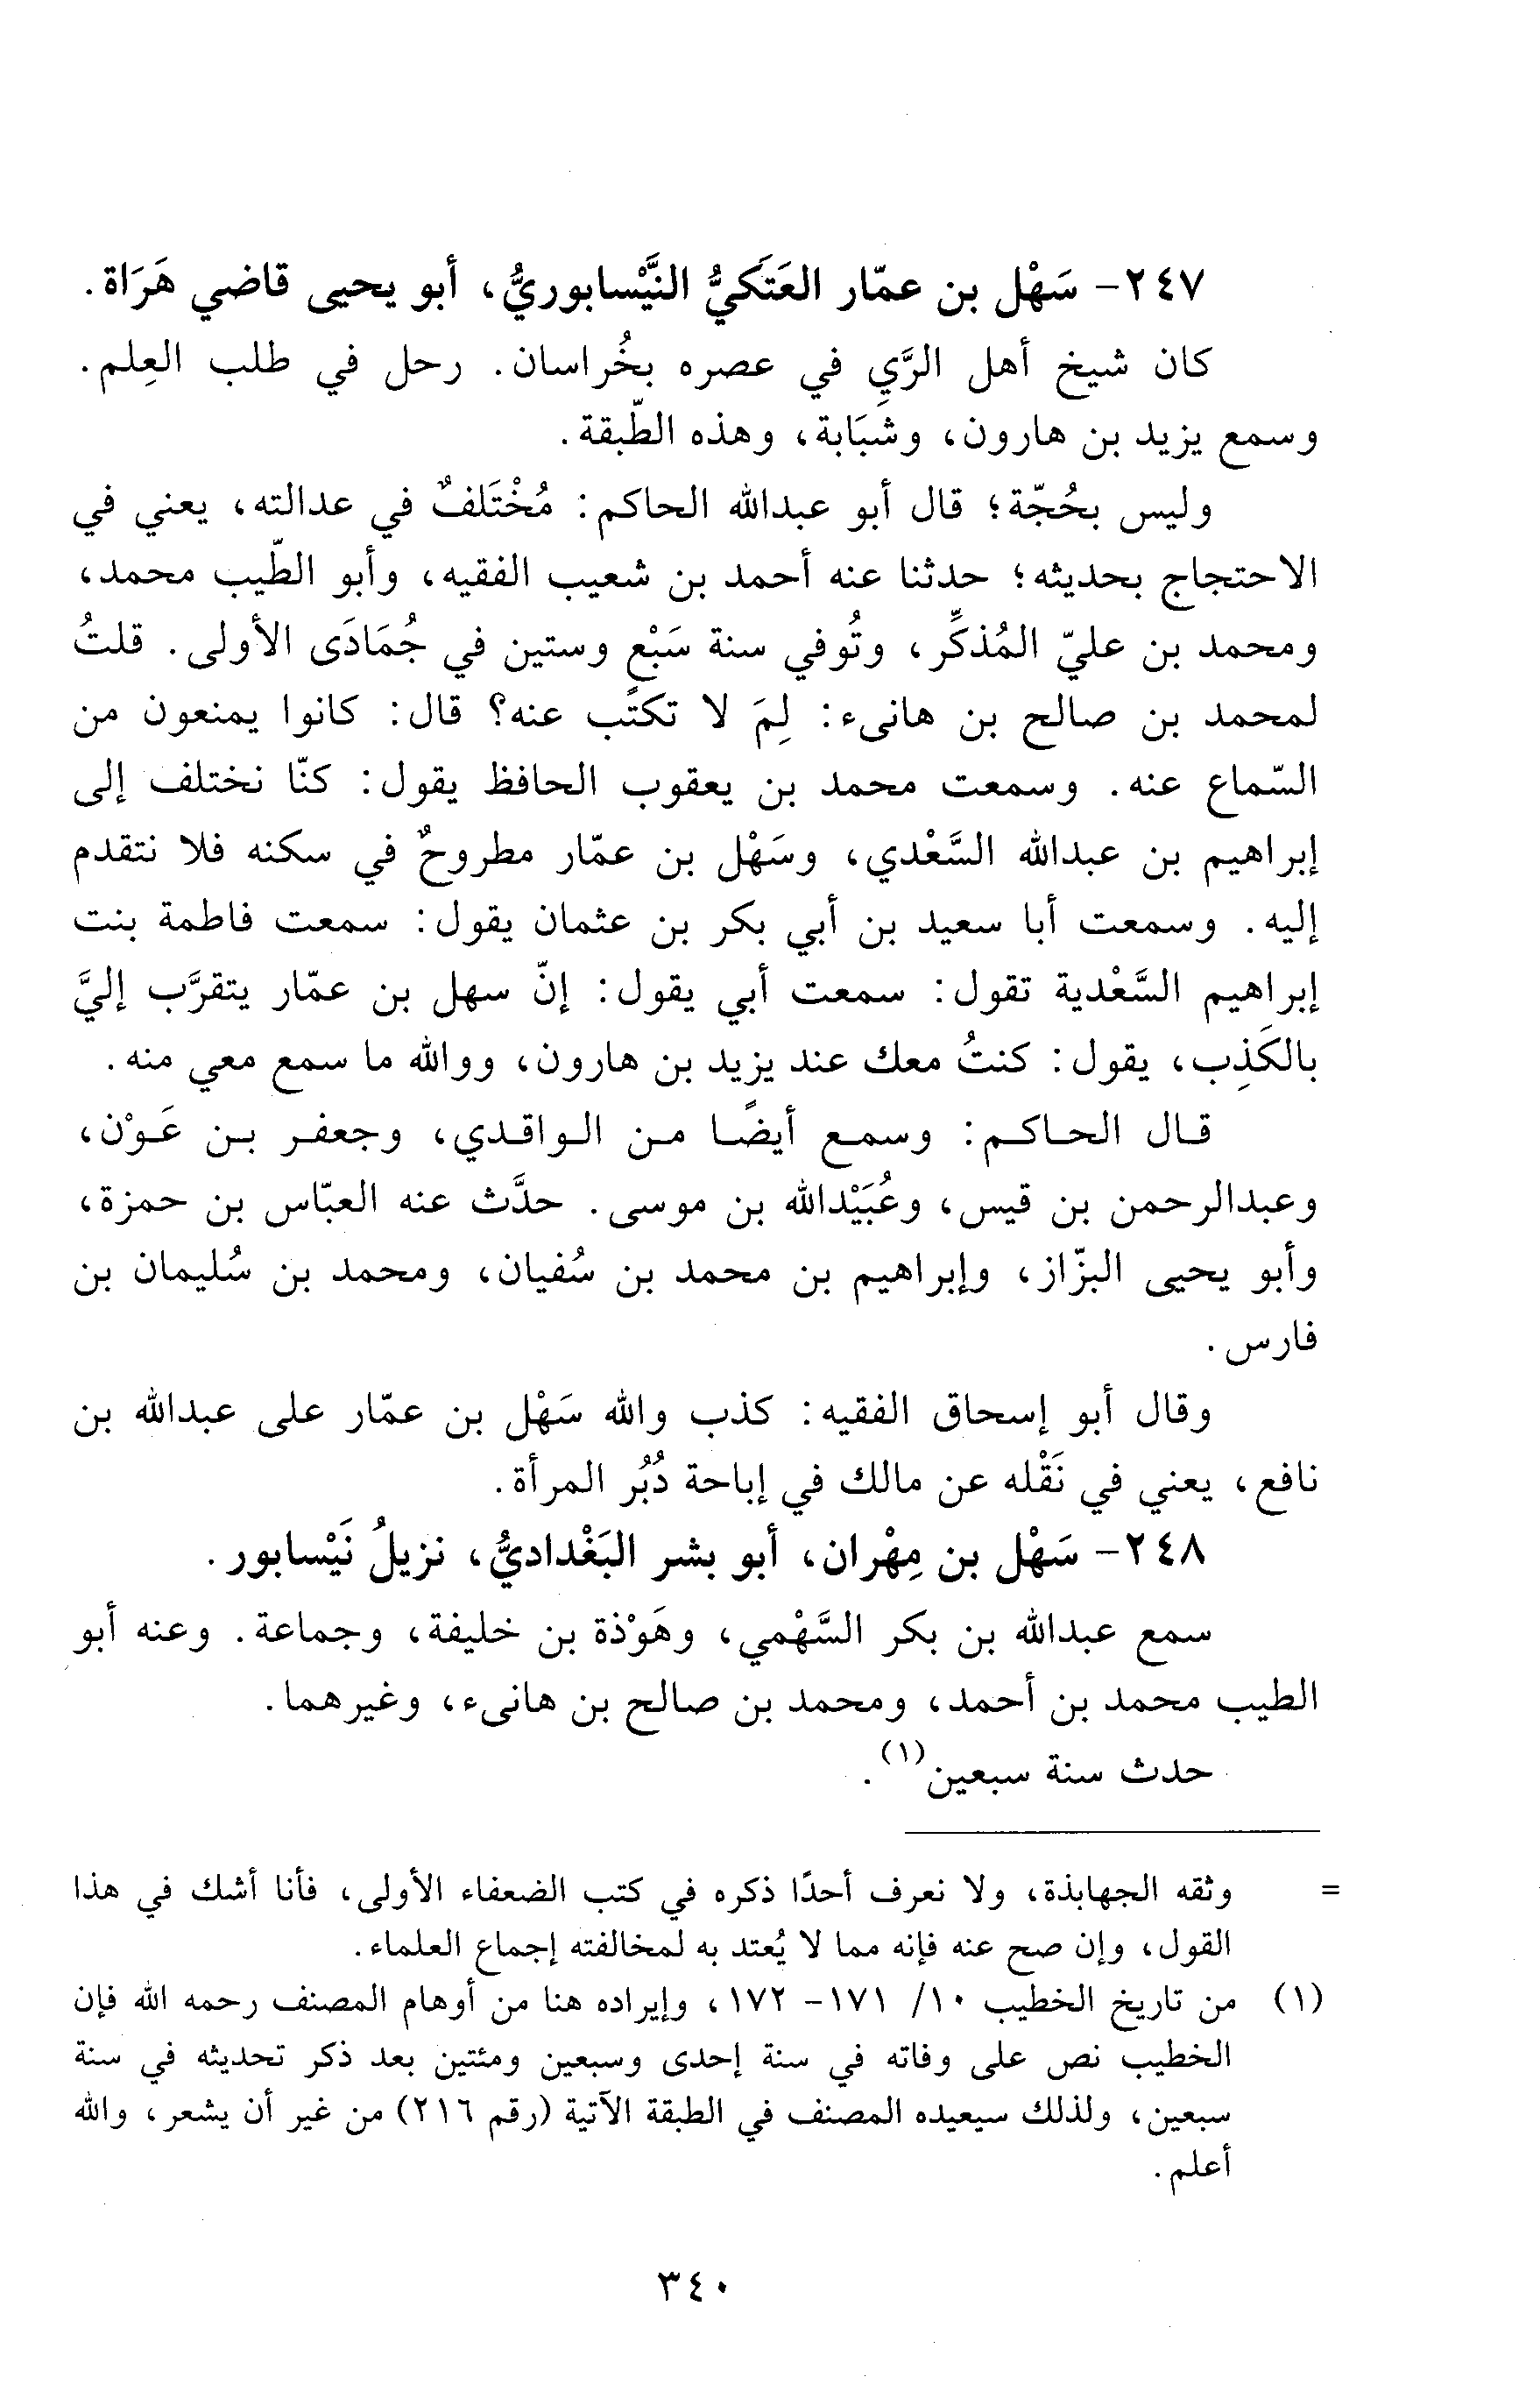 ٢٤٧- سَهْل بن عمّار العَتَكيُّ النَّيْسابوريُّ، أبو يحيى قاضي هَرَاة.
كان شيخ أهل الرَّيِ في عصره بخُراسان. رحل في طلب العِلم.
وسمع يزيد بن هارون، وشَبَابة، وهذه الطّبقة.
وليس بحُجّة؛ قال أبو عبدالله الحاكم: مُخْتَلفٌ في عدالته، يعني في
الاحتجاج بحديثه؛ حدثنا عنه أحمد بن شعيب الفقيه، وأبو الطّيب محمد،
ومحمد بن عليّ المُذكِّر، وتُوفي سنة سَبْع وستين في جُمَادَى الأولى. قلتُ
لمحمد بن صالح بن هانىء: لِمَ لا تكتُب عنه؟ قال: كانوا يمنعون من
السّماع عنه. وسمعت محمد بن يعقوب الحافظ يقول: كنّا نختلف إلى
إبراهيم بن عبدالله السَّعْدي، وسَهْل بن عمّار مطروحٌ في سكنه فلا نتقدم
إليه. وسمعت أبا سعيد بن أبي بكر بن عثمان يقول: سمعت فاطمة بنت
إبراهيم السَّعْدية تقول: سمعت أبي يقول: إنّ سهل بن عمّار يتقرَّب إليَّ
بالكَذِب، يقول: كنتُ معك عند يزيد بن هارون، ووالله ما سمع معي منه.
قال الحاكم: وسمع أيضًا من الواقدي، وجعفر بن عَوْن،
وعبدالرحمن بن قيس، وعُبَيْدالله بن موسى. حدَّث عنه العبّاس بن حمزة،
وأبو يحيى البزّاز، وإبراهيم بن محمد بن سُفيان، ومحمد بن سُليمان بن
فارس.
وقال أبو إسحاق الفقيه: كذب والله سَهْل بن عمّار على عبدالله بن
نافع، يعني في نَقْله عن مالك في إباحة دُبُر المرأة.
٢٤٨- سَهْل بن مِهْران، أبو بشر البَغْداديُّ، نزيلُ نَيْسابور.
سمع عبدالله بن بكر السَّهْمي، وهَوْذة بن خليفة، وجماعة. وعنه أبو
الطيب محمد بن أحمد، ومحمد بن صالح بن هانىء، وغيرهما.
حدث سنة سبعين(١).
= وثقه الجهابذة، ولا نعرف أحدًا ذكره في كتب الضعفاء الأولى، فأنا أشك في هذا
القول، وإن صح عنه فإنه مما لا يُعتد به لمخالفته إجماع العلماء.
(١) من تاريخ الخطيب ١٠/ ١٧١- ١٧٢، وإيراده هنا من أوهام المصنف رحمه الله فإن
الخطيب نص على وفاته في سنة إحدى وسبعين ومئتين بعد ذكر تحديثه في سنة
سبعين، ولذلك سيعيده المصنف في الطبقة الآتية (رقم ٢١٦) من غير أن يشعر، والله
أعلم.
٣٤٠